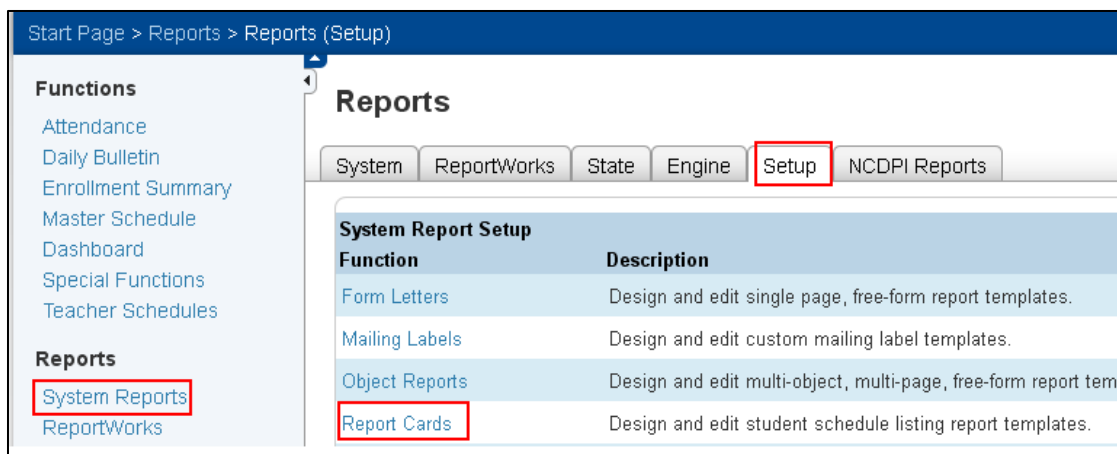 Start Page > Reports > Reports (Setup)
Functions
Attendance
Daily Bulletin
Enrollment Summary
Master Schedule
Dashboard
Special Functions
Teacher Schedules
Reports
System Reports
ReportWorks
Reports
System ReportWorks State Engine Setup NCDPI Reports
System Report Setup
Function Description
Form Letters Design and edit single page, free-form report templates.
Mailing Labels Design and edit custom mailing label templates.
Object Reports Design and edit multi-object, multi-page, free-form report tem
Report Cards Design and edit student schedule listing report templates.